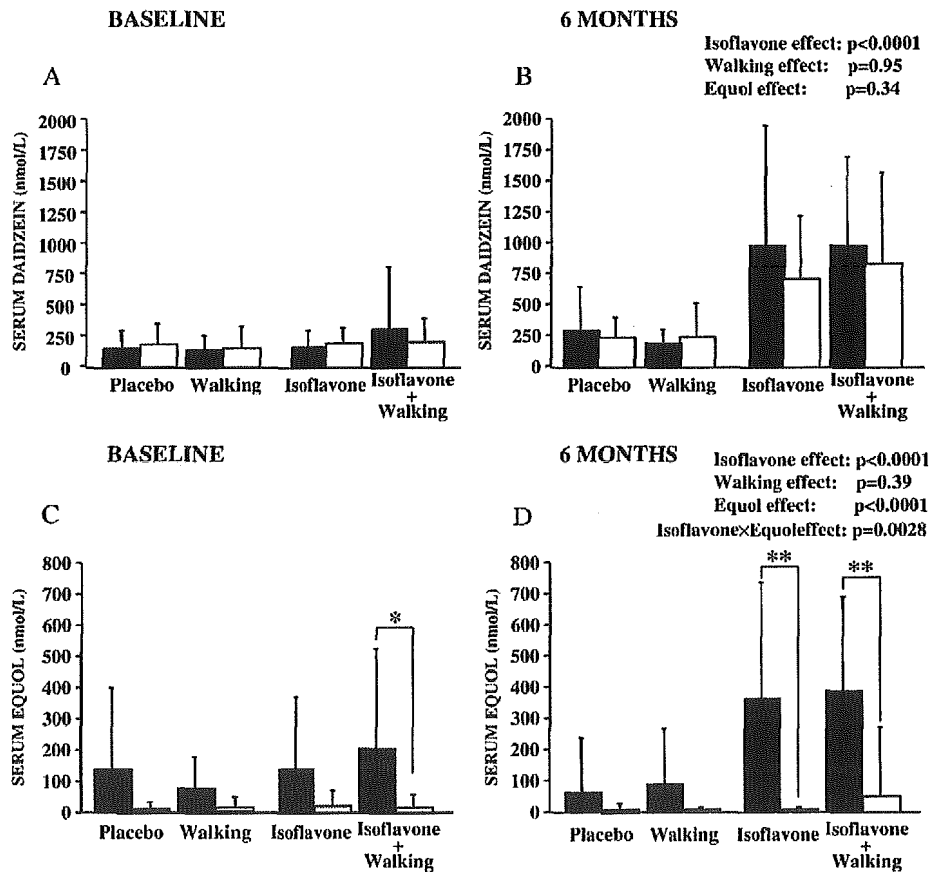 BASELINE
6 MONTHS
Isoflavone effect: p<0.0001
Walking effect: p=0.95
Equol effect: p=0.34
A
B
SERUM DAIDZEIN (nmol/L)
2000
1750
1500
1250
1000
750
500
250
0
Placebo
Walking
Isoflavone
Isoflavone
+
Walking
SERUM DAIDZEIN (nmol/L)
2000
1750
1500
1250
1000
750
500
250
0
Placebo
Walking
Isoflavone
Isoflavone
+
Walking
BASELINE
6 MONTHS
Isoflavone effect: p<0.0001
Walking effect: p=0.39
Equol effect: p<0.0001
Isoflavone×Equoleffect: p=0.0028
C
D
SERUM EQUOL (nmol/L)
800
700
600
500
400
300
200
100
0
*
Placebo
Walking
Isoflavone
Isoflavone
+
Walking
SERUM EQUOL (nmol/L)
800
700
600
500
400
300
200
100
0
**
**
Placebo
Walking
Isoflavone
Isoflavone
+
Walking